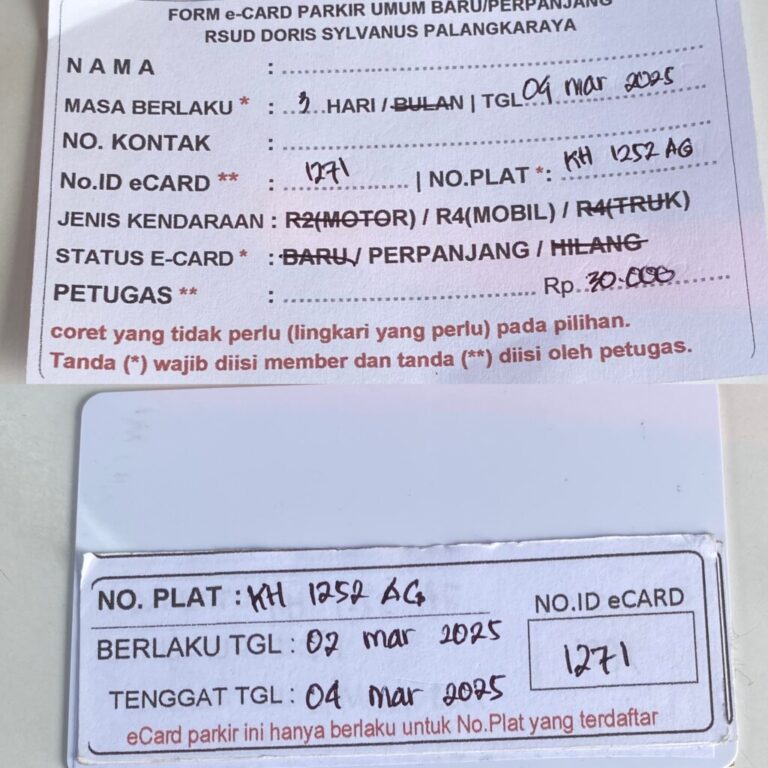 FORM e-CARD PARKIR UMUM BARU/PERPANJANG
RSUD DORIS SYLVANUS PALANGKARAYA
NAMA : ........................
MASA BERLAKU * : 3 HARI / BULAN | TGL 04 mar 2025
NO. KONTAK : ........................
No.ID eCARD ** : 1271 | NO.PLAT *: KH 1252 AG
JENIS KENDARAAN : R2(MOTOR) / R4(MOBIL) / R4(TRUK)
STATUS E-CARD * : BARU / PERPANJANG / HILANG
PETUGAS ** : ........................ Rp. 30.000
coret yang tidak perlu (lingkari yang perlu) pada pilihan.
Tanda (*) wajib diisi member dan tanda (**) diisi oleh petugas.
NO. PLAT : KH 1252 AG
NO.ID eCARD
BERLAKU TGL : 02 mar 2025
1271
TENGGAT TGL : 04 mar 2025
eCard parkir ini hanya berlaku untuk No.Plat yang terdaftar